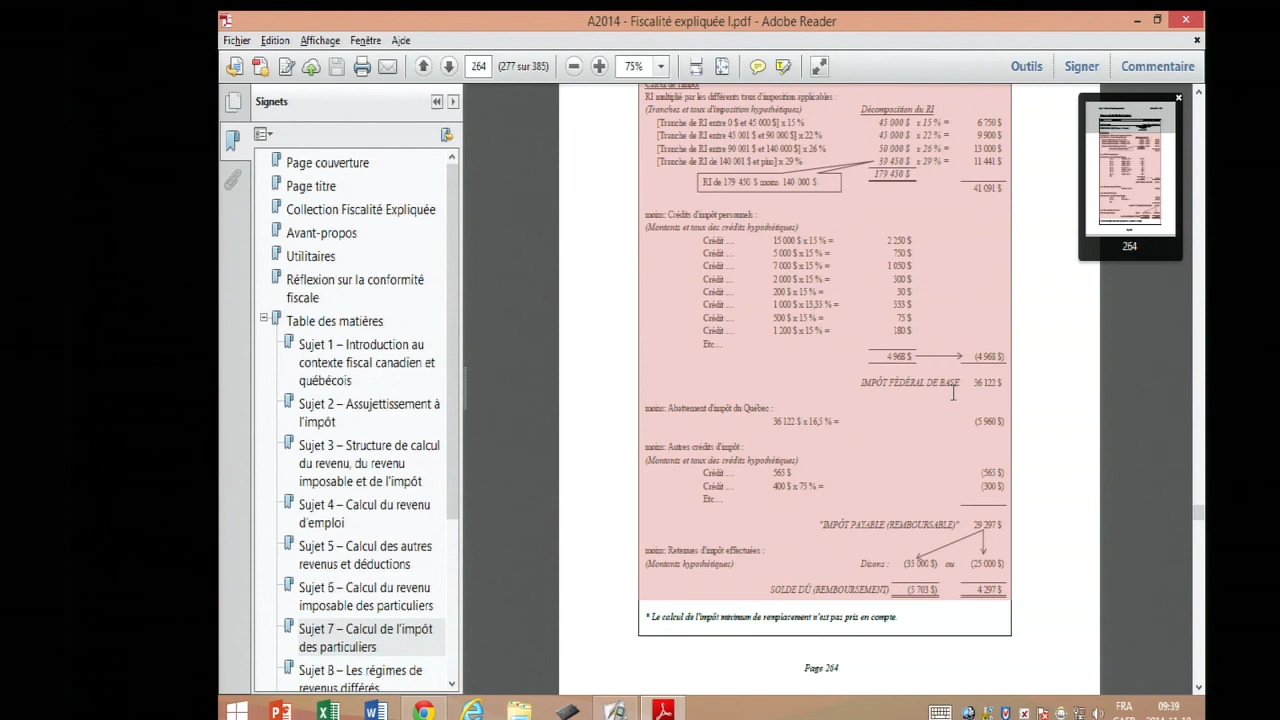 A2014 - Fiscalité expliquée I.pdf - Adobe Reader
Fichier Edition Affichage Fenêtre Aide
264 (277 sur 385) 75% Outils Signer Commentaire
Signets
Page couverture
Page titre
Collection Fiscalité Expliquée
Avant-propos
Utilitaires
Réflexion sur la conformité
fiscale
Table des matières
Sujet 1 – Introduction au
contexte fiscal canadien et
québécois
Sujet 2 – Assujettissement à
l'impôt
Sujet 3 – Structure de calcul
du revenu, du revenu
imposable et de l'impôt
Sujet 4 – Calcul du revenu
d'emploi
Sujet 5 – Calcul des autres
revenus et déductions
Sujet 6 – Calcul du revenu
imposable des particuliers
Sujet 7 – Calcul de l'impôt
des particuliers
Sujet 8 – Les régimes de
revenus différés
Calcul de l'impôt
RI multiplié par les différents taux d'imposition applicables :
(Tranches et taux d'imposition hypothétiques) Décomposition du RI
[Tranche de RI entre 0 $ et 45 000 $] x 15 % 45 000 $ x 15 % = 6 750 $
[Tranche de RI entre 45 001 $ et 90 000 $] x 22 % 45 000 $ x 22 % = 9 900 $
[Tranche de RI entre 90 001 $ et 140 000 $] x 26 % 50 000 $ x 26 % = 13 000 $
[Tranche de RI de 140 001 $ et plus] x 29 % 39 450 $ x 29 % = 11 441 $
179 450 $
RI de 179 450 $ moins 140 000 $
41 091 $
moins: Crédits d'impôt personnels :
(Montants et taux des crédits hypothétiques)
Crédit … 15 000 $ x 15 % = 2 250 $
Crédit … 5 000 $ x 15 % = 750 $
Crédit … 7 000 $ x 15 % = 1 050 $
Crédit … 2 000 $ x 15 % = 300 $
Crédit … 200 $ x 15 % = 30 $
Crédit … 1 000 $ x 13,33 % = 333 $
Crédit … 500 $ x 15 % = 75 $
Crédit … 1 200 $ x 15 % = 180 $
Etc…
4 968 $ (4 968 $)
IMPÔT FÉDÉRAL DE BASE 36 122 $
moins: Abattement d'impôt du Québec :
36 122 $ x 16,5 % = (5 960 $)
moins: Autres crédits d'impôt :
(Montants et taux des crédits hypothétiques)
Crédit … 565 $ (565 $)
Crédit … 400 $ x 75 % = (300 $)
Etc…
"IMPÔT PAYABLE (REMBOURSABLE)" 29 297 $
moins: Retenues d'impôt effectuées :
(Montants hypothétiques) Disons : (35 000 $) ou (25 000 $)
SOLDE DÛ (REMBOURSEMENT) (5 703 $) 4 297 $
* Le calcul de l'impôt minimum de remplacement n'est pas pris en compte.
Page 264
264
FR
09:39